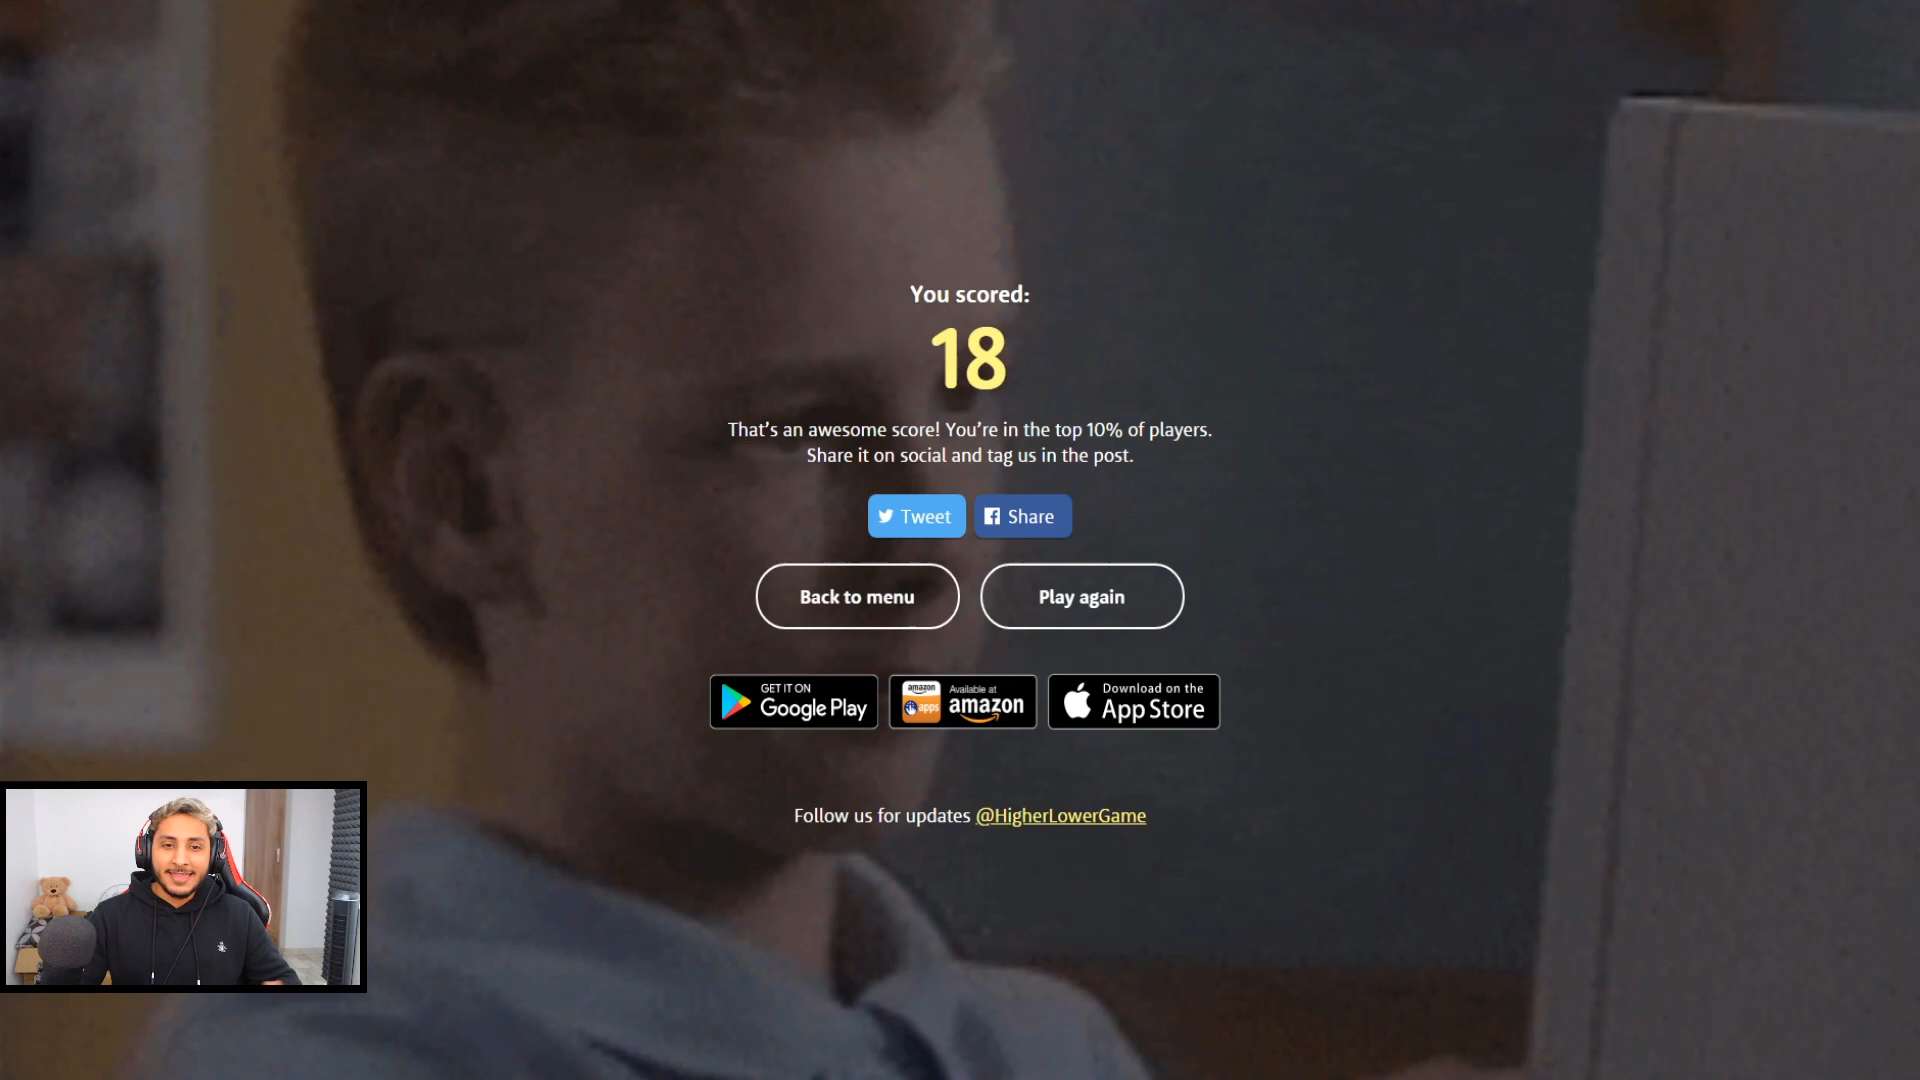 You scored:
18
That's an awesome score! You're in the top 10% of players.
Share it on social and tag us in the post.
Tweet
Share
Back to menu
Play again
GET IT ON
Google Play
amazon
apps
Available at
amazon
Download on the
App Store
Follow us for updates @HigherLowerGame